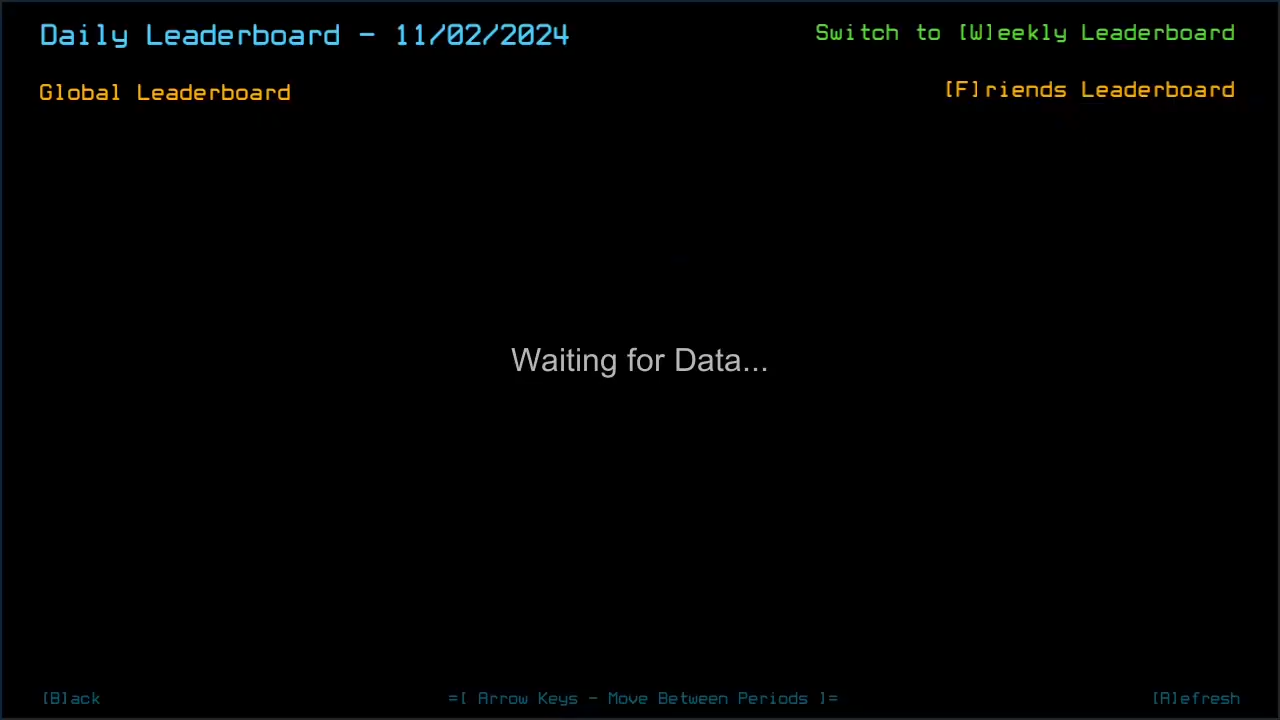 Daily Leaderboard - 11/02/2024
Switch to [W]eekly Leaderboard
Global Leaderboard
[F]riends Leaderboard
Waiting for Data...
[B]ack
=[ Arrow Keys - Move Between Periods ]=
[R]efresh